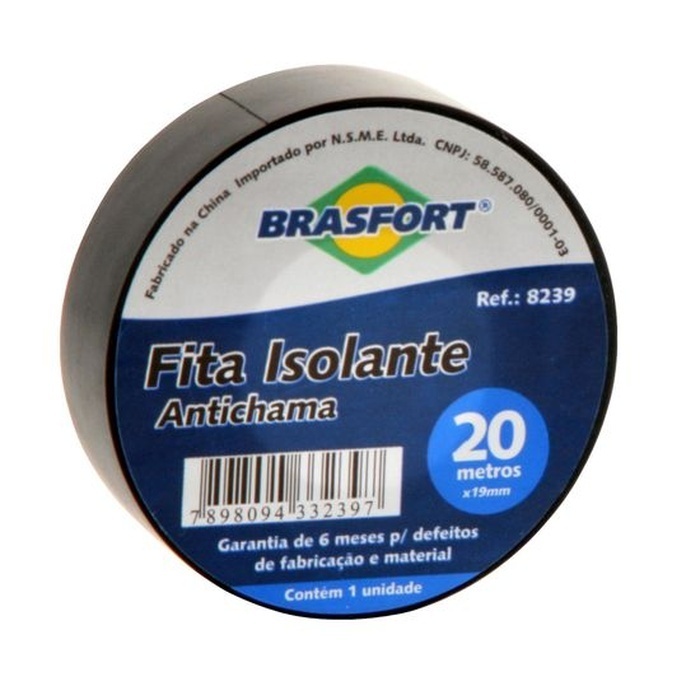 Fabricado na China Importado por N.S.M.E. Ltda. CNPJ: 58.587.080/0001-03
BRASFORT®
Ref.: 8239
Fita Isolante
Antichama
20
metros
x19mm
7 898094 332397
Garantia de 6 meses p/ defeitos
de fabricação e material
Contém 1 unidade